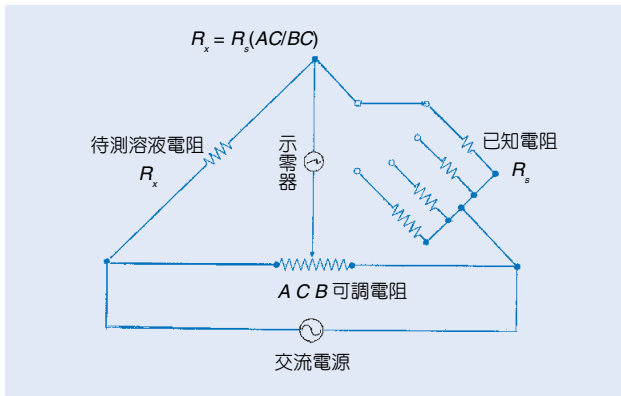 Rx = Rs(AC/BC)
待測溶液電阻
Rx
示零器
已知電阻
Rs
A C B 可調電阻
交流電源